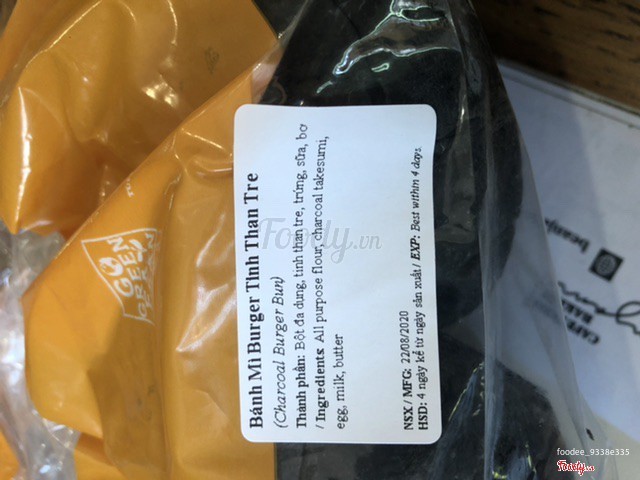 Bánh Mì Burger Tinh Than Tre
(Charcoal Burger Bun)
Thành phần: Bột đa dụng, tinh than tre, trứng, sữa, bơ
/ Ingredients: All purpose flour, charcoal takesumi,
egg, milk, butter
NSX / MFG: 22/08/2020
HSD: 4 ngày kể từ ngày sản xuất / EXP: Best within 4 days.
GREEN
Foody.vn
foodee_9338e335
Foody.vn